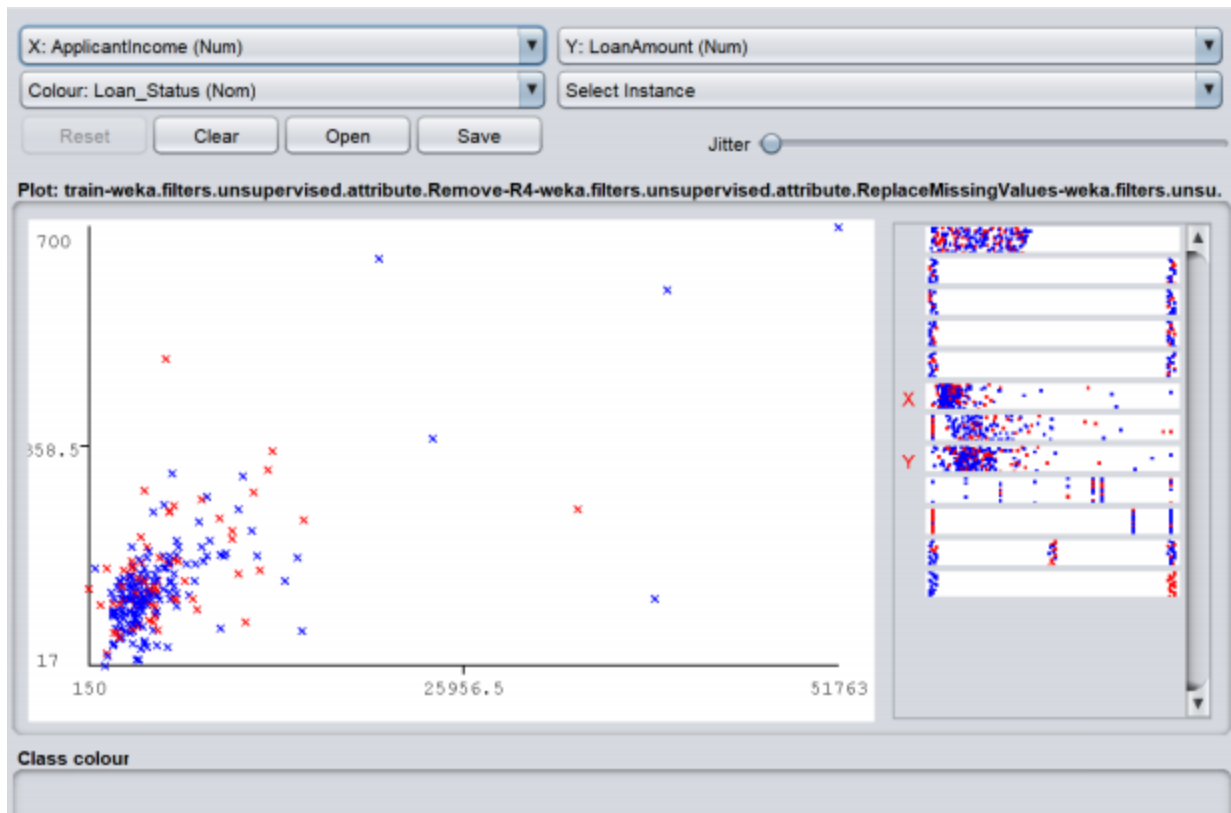 X: ApplicantIncome (Num) Y: LoanAmount (Num)
Colour: Loan_Status (Nom) Select Instance
Reset Clear Open Save Jitter
Plot: train-weka.filters.unsupervised.attribute.Remove-R4-weka.filters.unsupervised.attribute.ReplaceMissingValues-weka.filters.unsu.
700
X
358.5
Y
17
150 25956.5 51763
Class colour